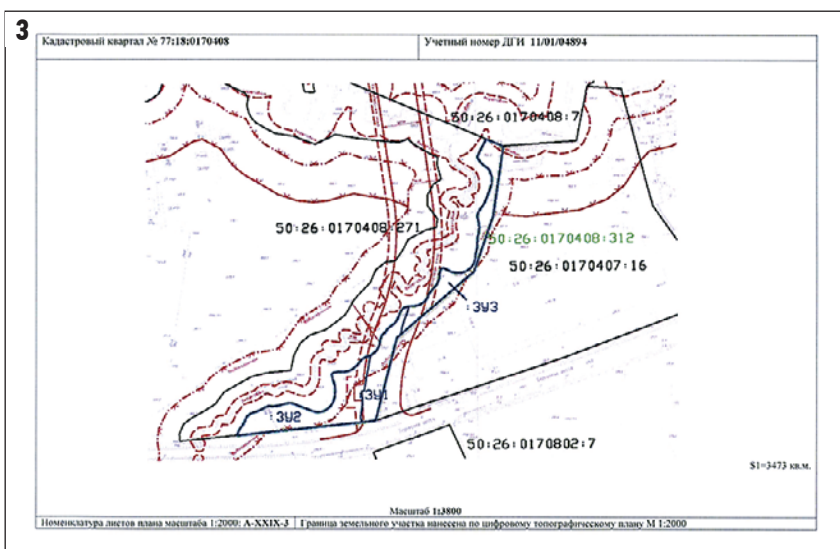 3
Кадастровый квартал № 77:18:0170408
Учетный номер ДГИ 11/01/04894
50:26:0170408:7
50:26:0170408:271
50:26:0170408:312
50:26:0170407:16
:ЗУ3
:ЗУ1
:ЗУ2
50:26:0170802:7
S1=3473 кв.м.
Масштаб 1:3800
Номенклатура листов плана масштаба 1:2000: А-XXIX-3
Граница земельного участка нанесена по цифровому топографическому плану М 1:2000